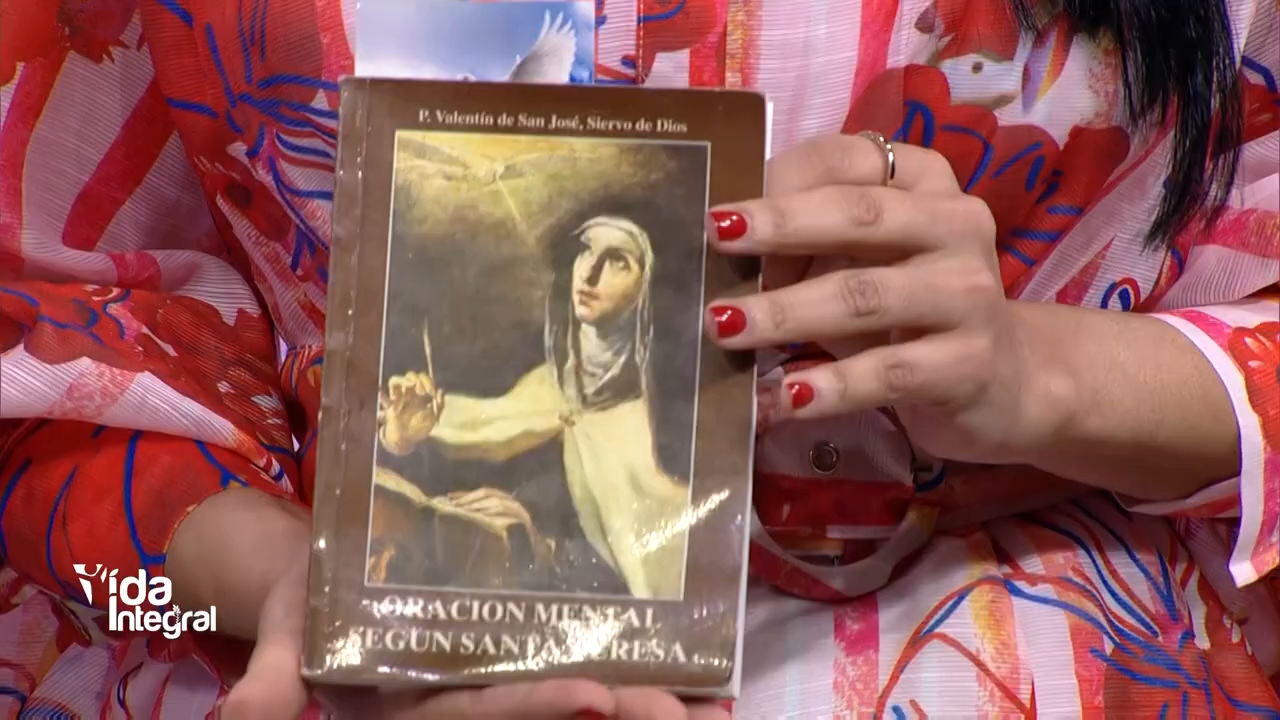 P. Valentín de San José, Siervo de Dios
ORACION MENTAL
SEGUN SANTA TERESA
Vida
Integral